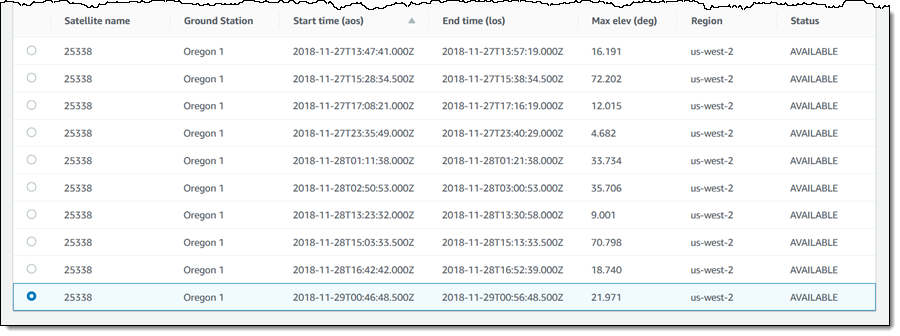 Satellite name Ground Station Start time (aos) End time (los) Max elev (deg) Region Status
25338 Oregon 1 2018-11-27T13:47:41.000Z 2018-11-27T13:57:19.000Z 16.191 us-west-2 AVAILABLE
25338 Oregon 1 2018-11-27T15:28:34.500Z 2018-11-27T15:38:34.500Z 72.202 us-west-2 AVAILABLE
25338 Oregon 1 2018-11-27T17:08:21.000Z 2018-11-27T17:16:19.000Z 12.015 us-west-2 AVAILABLE
25338 Oregon 1 2018-11-27T23:35:49.000Z 2018-11-27T23:40:29.000Z 4.682 us-west-2 AVAILABLE
25338 Oregon 1 2018-11-28T01:11:38.000Z 2018-11-28T01:21:38.000Z 33.734 us-west-2 AVAILABLE
25338 Oregon 1 2018-11-28T02:50:53.000Z 2018-11-28T03:00:53.000Z 35.706 us-west-2 AVAILABLE
25338 Oregon 1 2018-11-28T13:23:32.000Z 2018-11-28T13:30:58.000Z 9.001 us-west-2 AVAILABLE
25338 Oregon 1 2018-11-28T15:03:33.500Z 2018-11-28T15:13:33.500Z 70.798 us-west-2 AVAILABLE
25338 Oregon 1 2018-11-28T16:42:42.000Z 2018-11-28T16:52:39.000Z 18.740 us-west-2 AVAILABLE
25338 Oregon 1 2018-11-29T00:46:48.500Z 2018-11-29T00:56:48.500Z 21.971 us-west-2 AVAILABLE